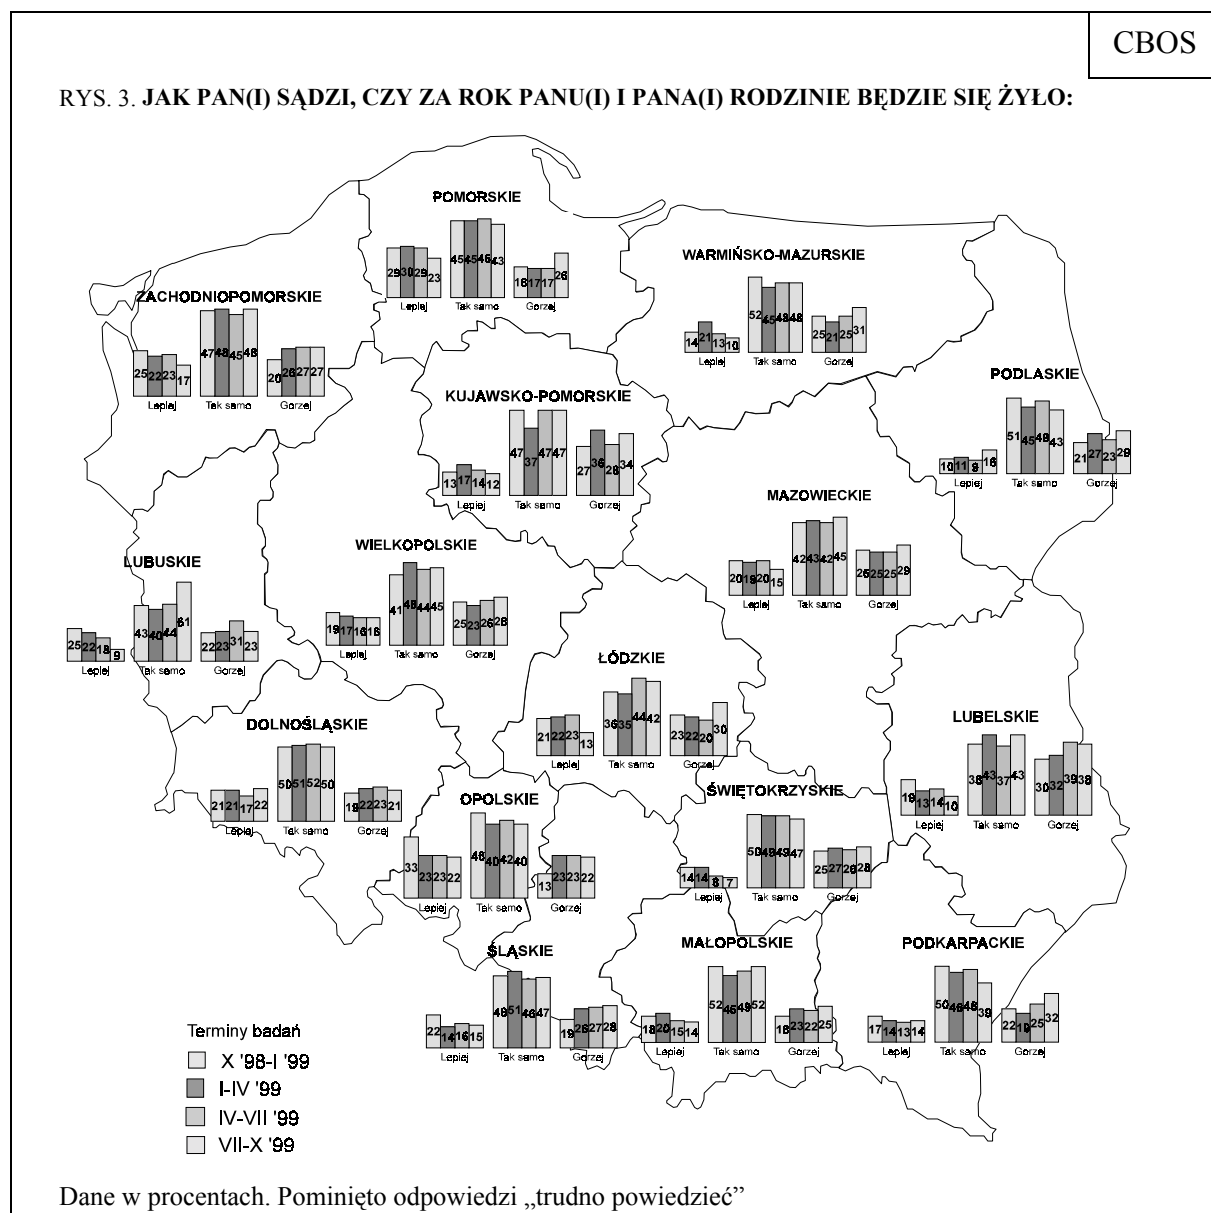 CBOS
RYS. 3. JAK PAN(I) SĄDZI, CZY ZA ROK PANU(I) I PANA(I) RODZINIE BĘDZIE SIĘ ŻYŁO:
POMORSKIE
29 30 29 23 45 45 46 43 18 17 17 26
Lepiej Tak samo Gorzej
WARMIŃSKO-MAZURSKIE
14 21 13 10 52 45 48 48 25 21 25 31
Lepiej Tak samo Gorzej
ZACHODNIOPOMORSKIE
25 22 23 17 47 48 45 48 20 26 27 27
Lepiej Tak samo Gorzej
KUJAWSKO-POMORSKIE
13 17 14 12 47 37 47 47 27 36 28 34
Lepiej Tak samo Gorzej
PODLASKIE
10 11 9 16 51 45 49 43 21 27 23 29
Lepiej Tak samo Gorzej
MAZOWIECKIE
20 19 20 15 42 43 42 45 26 25 25 29
Lepiej Tak samo Gorzej
WIELKOPOLSKIE
19 17 16 16 41 48 44 45 25 23 26 28
Lepiej Tak samo Gorzej
LUBUSKIE
25 22 18 9 43 40 44 61 22 23 31 23
Lepiej Tak samo Gorzej
ŁÓDZKIE
21 22 23 13 36 35 44 42 23 22 20 30
Lepiej Tak samo Gorzej
DOLNOŚLĄSKIE
21 21 17 22 50 51 52 50 19 22 23 21
Lepiej Tak samo Gorzej
LUBELSKIE
19 13 14 10 38 43 37 43 30 32 39 38
Lepiej Tak samo Gorzej
OPOLSKIE
33 23 23 22 48 40 42 40 13 23 23 22
Lepiej Tak samo Gorzej
ŚWIĘTOKRZYSKIE
14 14 8 7 50 49 49 47 25 27 26 28
Lepiej Tak samo Gorzej
ŚLĄSKIE
22 14 16 15 48 51 46 47 19 26 27 28
Lepiej Tak samo Gorzej
MAŁOPOLSKIE
18 20 15 14 52 46 49 52 18 23 22 25
Lepiej Tak samo Gorzej
PODKARPACKIE
17 14 13 14 50 46 48 39 22 19 25 32
Lepiej Tak samo Gorzej
Terminy badań
X '98-I '99
I-IV '99
IV-VII '99
VII-X '99
Dane w procentach. Pominięto odpowiedzi „trudno powiedzieć”